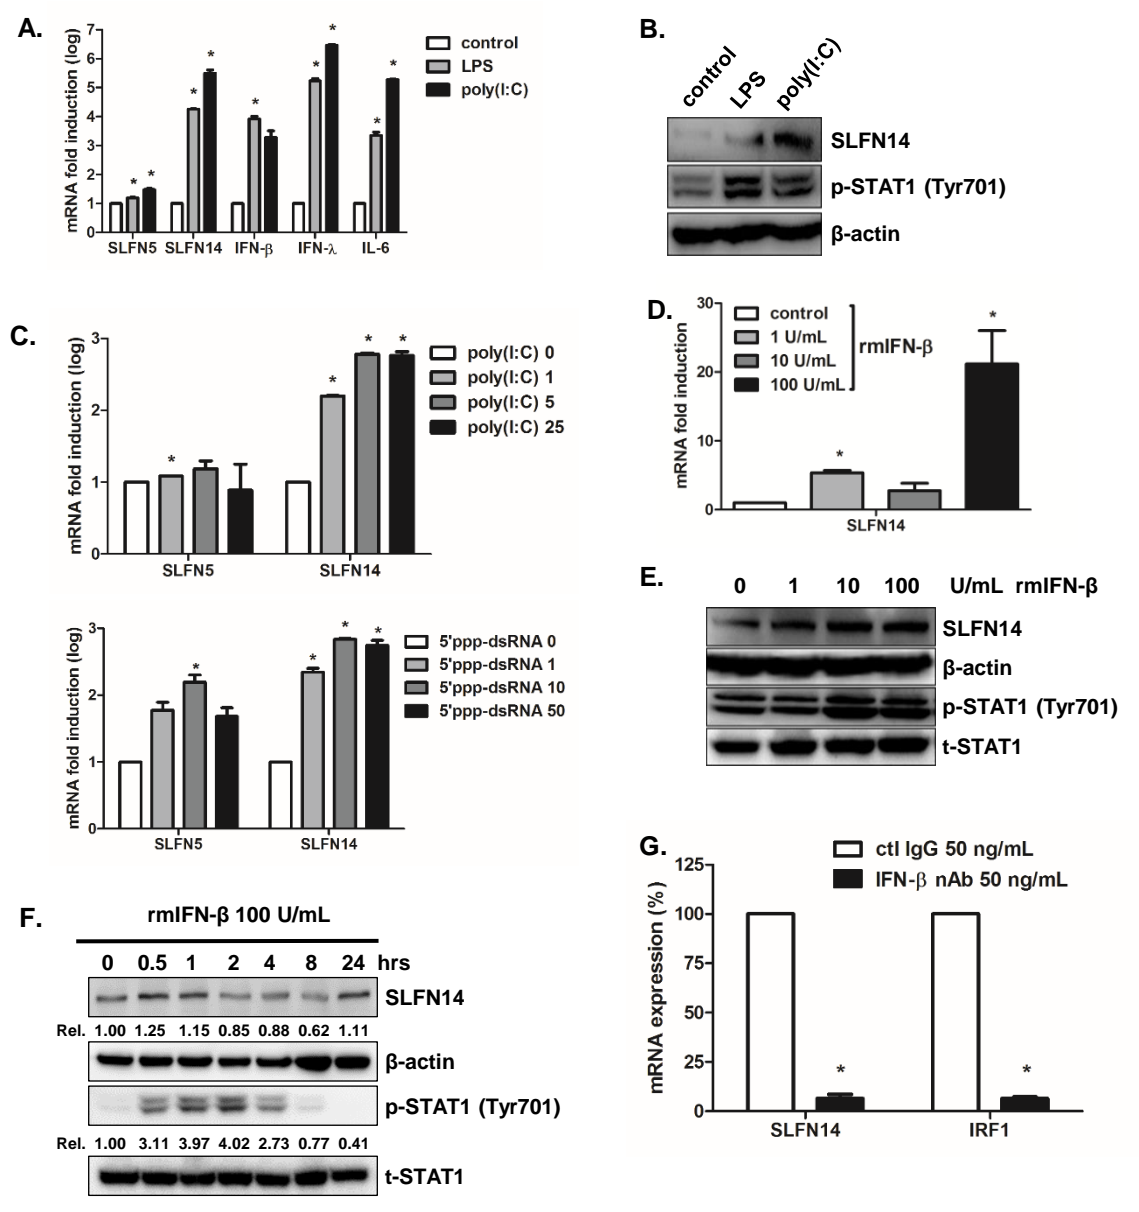 A.
mRNA fold induction (log)
7
6
5
4
3
2
1
0
control
LPS
poly(I:C)
* * * * * * * * *
SLFN5 SLFN14 IFN-β IFN-λ IL-6
B.
control LPS poly(I:C)
SLFN14
p-STAT1 (Tyr701)
β-actin
C.
mRNA fold induction (log)
3
2
1
0
poly(I:C) 0
poly(I:C) 1
poly(I:C) 5
poly(I:C) 25
* * * *
SLFN5 SLFN14
mRNA fold induction (log)
3
2
1
0
5'ppp-dsRNA 0
5'ppp-dsRNA 1
5'ppp-dsRNA 10
5'ppp-dsRNA 50
* * * *
SLFN5 SLFN14
D.
mRNA fold induction
30
20
10
0
control
1 U/mL
10 U/mL
100 U/mL
rmIFN-β
* *
SLFN14
E.
0 1 10 100 U/mL rmIFN-β
SLFN14
β-actin
p-STAT1 (Tyr701)
t-STAT1
F.
rmIFN-β 100 U/mL
0 0.5 1 2 4 8 24 hrs
SLFN14
Rel. 1.00 1.25 1.15 0.85 0.88 0.62 1.11
β-actin
p-STAT1 (Tyr701)
Rel. 1.00 3.11 3.97 4.02 2.73 0.77 0.41
t-STAT1
G.
ctl IgG 50 ng/mL
IFN-β nAb 50 ng/mL
mRNA expression (%)
125
100
75
50
25
0
* *
SLFN14 IRF1